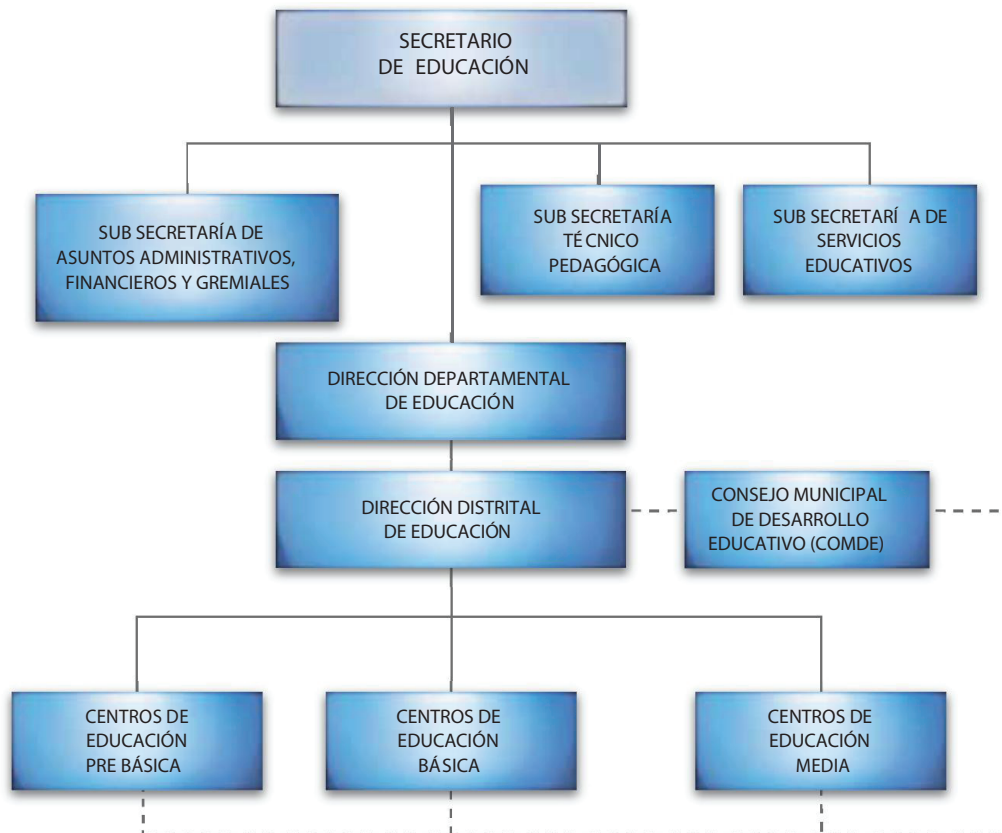 SECRETARIO
DE EDUCACIÓN
SUB SECRETARÍA DE
ASUNTOS ADMINISTRATIVOS,
FINANCIEROS Y GREMIALES
SUB SECRETARÍA
TÉCNICO
PEDAGÓGICA
SUB SECRETARÍ A DE
SERVICIOS
EDUCATIVOS
DIRECCIÓN DEPARTAMENTAL
DE EDUCACIÓN
DIRECCIÓN DISTRITAL
DE EDUCACIÓN
CONSEJO MUNICIPAL
DE DESARROLLO
EDUCATIVO (COMDE)
CENTROS DE
EDUCACIÓN
PRE BÁSICA
CENTROS DE
EDUCACIÓN
BÁSICA
CENTROS DE
EDUCACIÓN
MEDIA